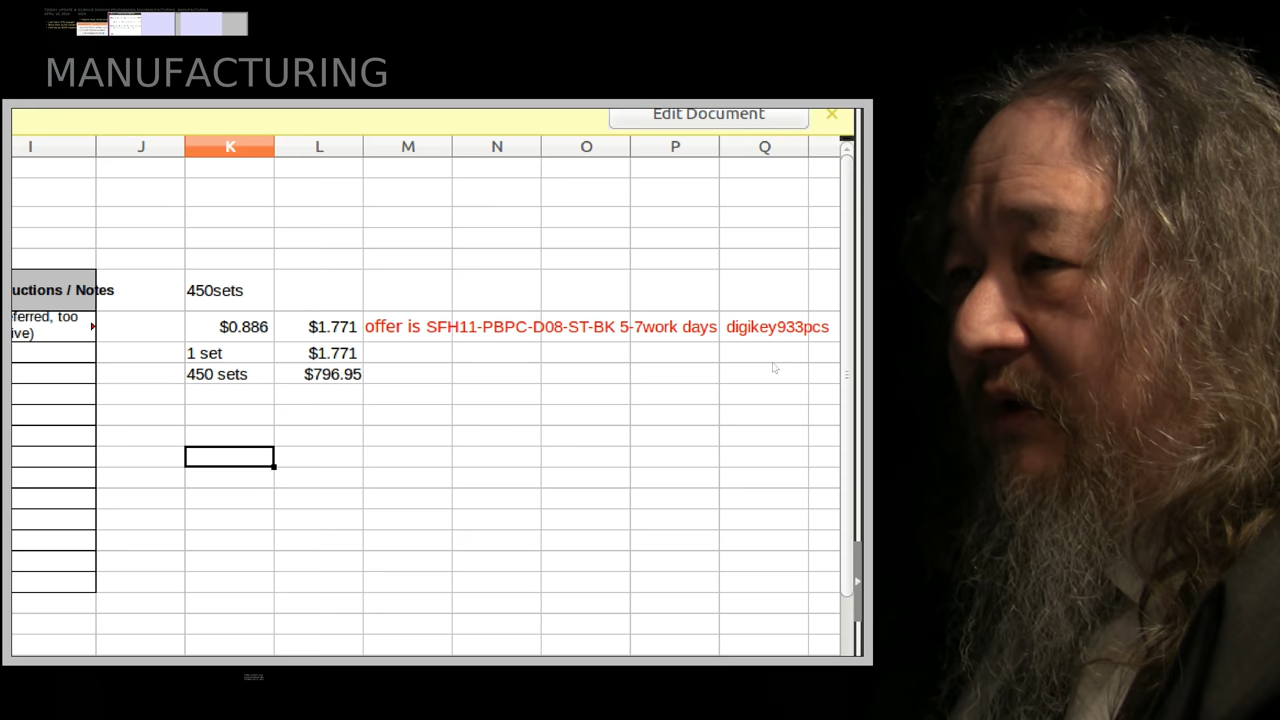 MANUFACTURING
Edit Document
I J K L M N O P Q
uctions / Notes 450sets
eferred, too
ive) $0.886 $1.771 offer is SFH11-PBPC-D08-ST-BK 5-7work days digikey933pcs
1 set $1.771
450 sets $796.95